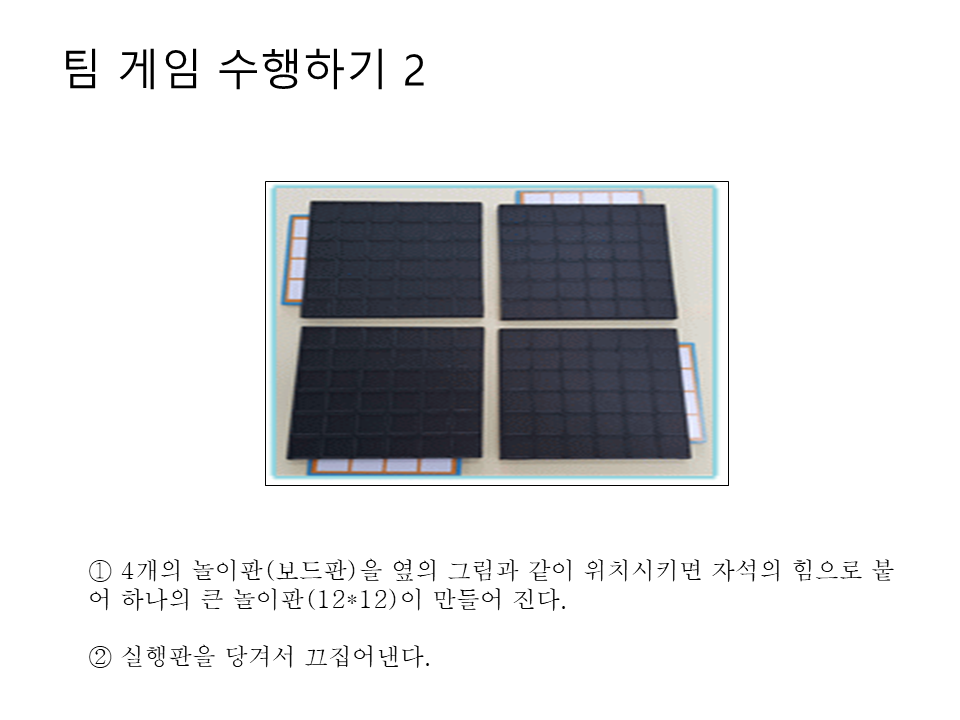 팀 게임 수행하기 2
① 4개의 놀이판(보드판)을 옆의 그림과 같이 위치시키면 자석의 힘으로 붙
어 하나의 큰 놀이판(12*12)이 만들어 진다.
② 실행판을 당겨서 끄집어낸다.